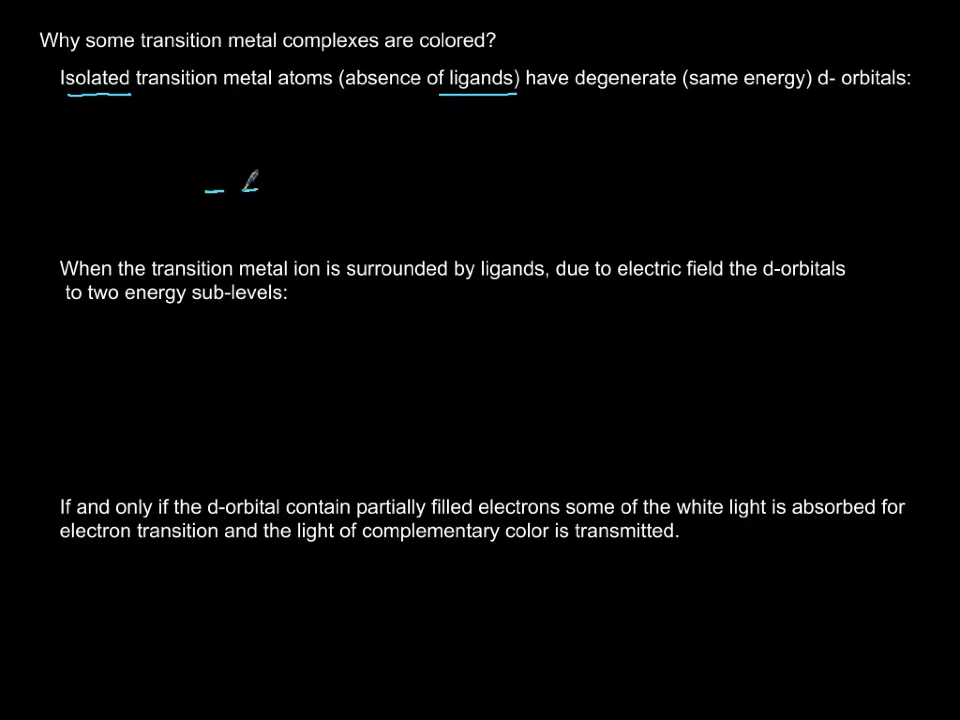 Why some transition metal complexes are colored?
Isolated transition metal atoms (absence of ligands) have degenerate (same energy) d- orbitals:
When the transition metal ion is surrounded by ligands, due to electric field the d-orbitals
to two energy sub-levels:
If and only if the d-orbital contain partially filled electrons some of the white light is absorbed for
electron transition and the light of complementary color is transmitted.